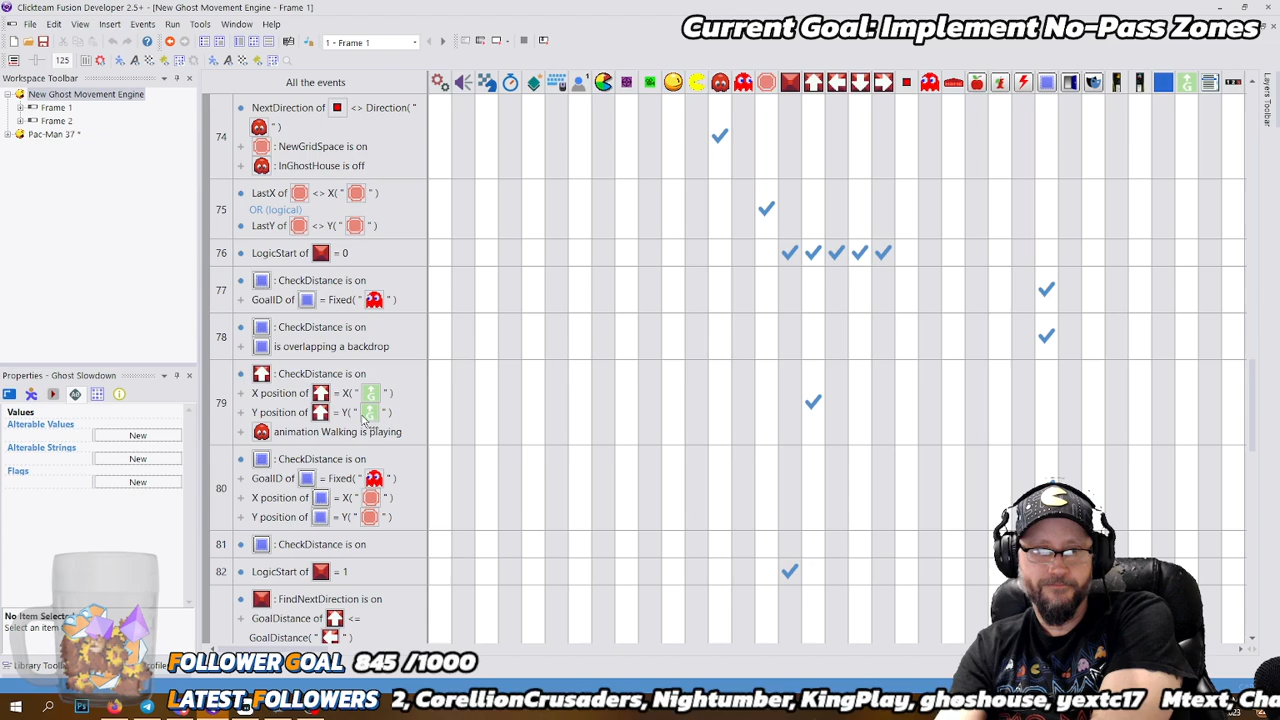 Clickteam Fusion Developer 2.5+ - [New Ghost Movement Engine - Frame 1]
Current Goal: Implement No-Pass Zones
File Edit View Insert Run Tools Window Help
1 - Frame 1
123
Workspace Toolbar
New Ghost Movement Engine
Frame 1
Frame 2
Pac-Man 37 *
All the events
Layers Toolbar
NextDirection of <> Direction( "
" )
74
: NewGridSpace is on
: InGhostHouse is off
LastX of <> X( " " )
75 OR (logical)
LastY of <> Y( " " )
76 LogicStart of = 0
: CheckDistance is on
77
GoalID of = Fixed( " " )
: CheckDistance is on
78
is overlapping a backdrop
: CheckDistance is on
X position of = X( " " )
79
Y position of = Y( " " )
animation Walking is playing
: CheckDistance is on
GoalID of = Fixed( " " )
80
X position of = X( " " )
Y position of = Y( " " )
81 : CheckDistance is on
82 LogicStart of = 1
: FindNextDirection is on
GoalDistance of <=
GoalDistance( " " )
Properties - Ghost Slowdown
Values
Alterable Values
New
Alterable Strings
New
Flags
New
No Item Selected
Select an item
Library Toolb
Follower Goal 845 /1000
Latest Followers 2, CorellionCrusaders, Nightumber, KingPlay, ghoshouse, yextc17 Mtext, Cha